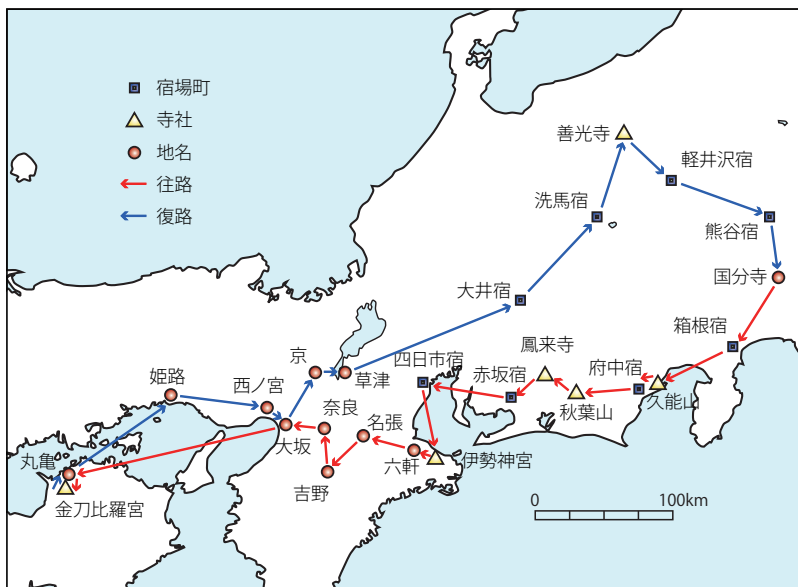 宿場町
寺社
地名
往路
復路
善光寺
軽井沢宿
洗馬宿
熊谷宿
国分寺
大井宿
箱根宿
鳳来寺
京
草津
四日市宿
赤坂宿
府中宿
久能山
姫路
西ノ宮
奈良
名張
秋葉山
大坂
丸亀
六軒
伊勢神宮
吉野
金刀比羅宮
0
100km